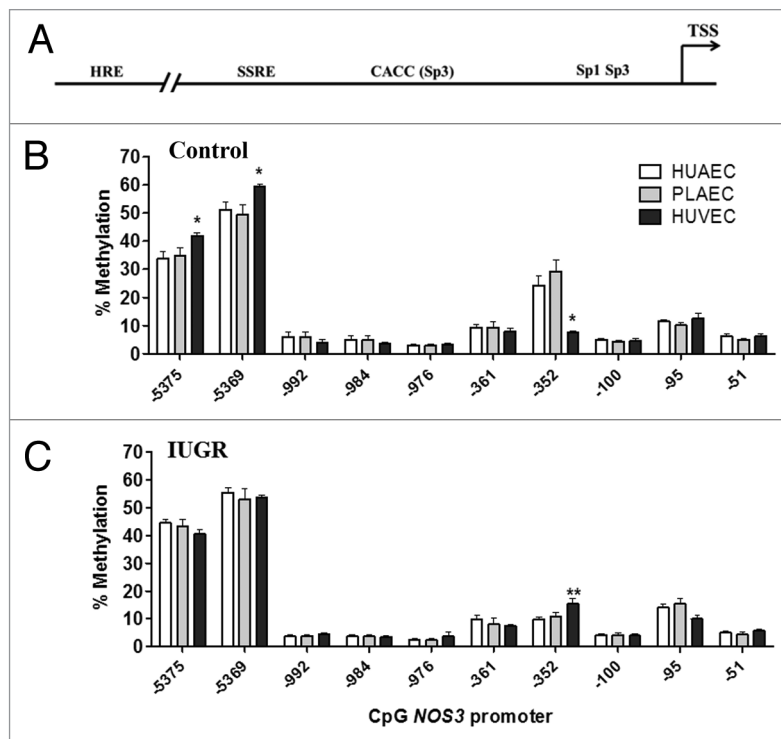 A
TSS
HRE // SSRE CACC (Sp3) Sp1 Sp3
B
Control
HUAEC
PLAEC
HUVEC
% Methylation
70
60
50
40
30
20
10
0
* * *
-5375 -5369 -992 -984 -976 -361 -352 -100 -95 -51
C
IUGR
% Methylation
70
60
50
40
30
20
10
0
**
-5375 -5369 -992 -984 -976 -361 -352 -100 -95 -51
CpG NOS3 promoter